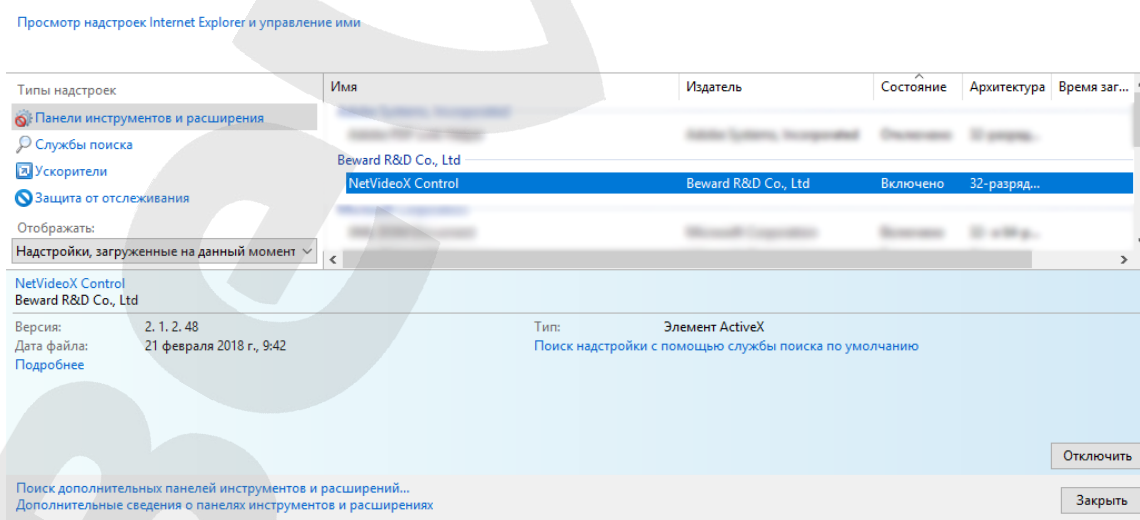 Просмотр надстроек Internet Explorer и управление ими
Типы надстроек
Панели инструментов и расширения
Службы поиска
Ускорители
Защита от отслеживания
Отображать:
Надстройки, загруженные на данный момент
Имя Издатель Состояние Архитектура Время заг...
Beward R&D Co., Ltd
NetVideoX Control Beward R&D Co., Ltd Включено 32-разряд...
NetVideoX Control
Beward R&D Co., Ltd
Версия: 2. 1. 2. 48
Дата файла: 21 февраля 2018 г., 9:42
Подробнее
Тип: Элемент ActiveX
Поиск надстройки с помощью службы поиска по умолчанию
Отключить
Поиск дополнительных панелей инструментов и расширений...
Дополнительные сведения о панелях инструментов и расширениях
Закрыть